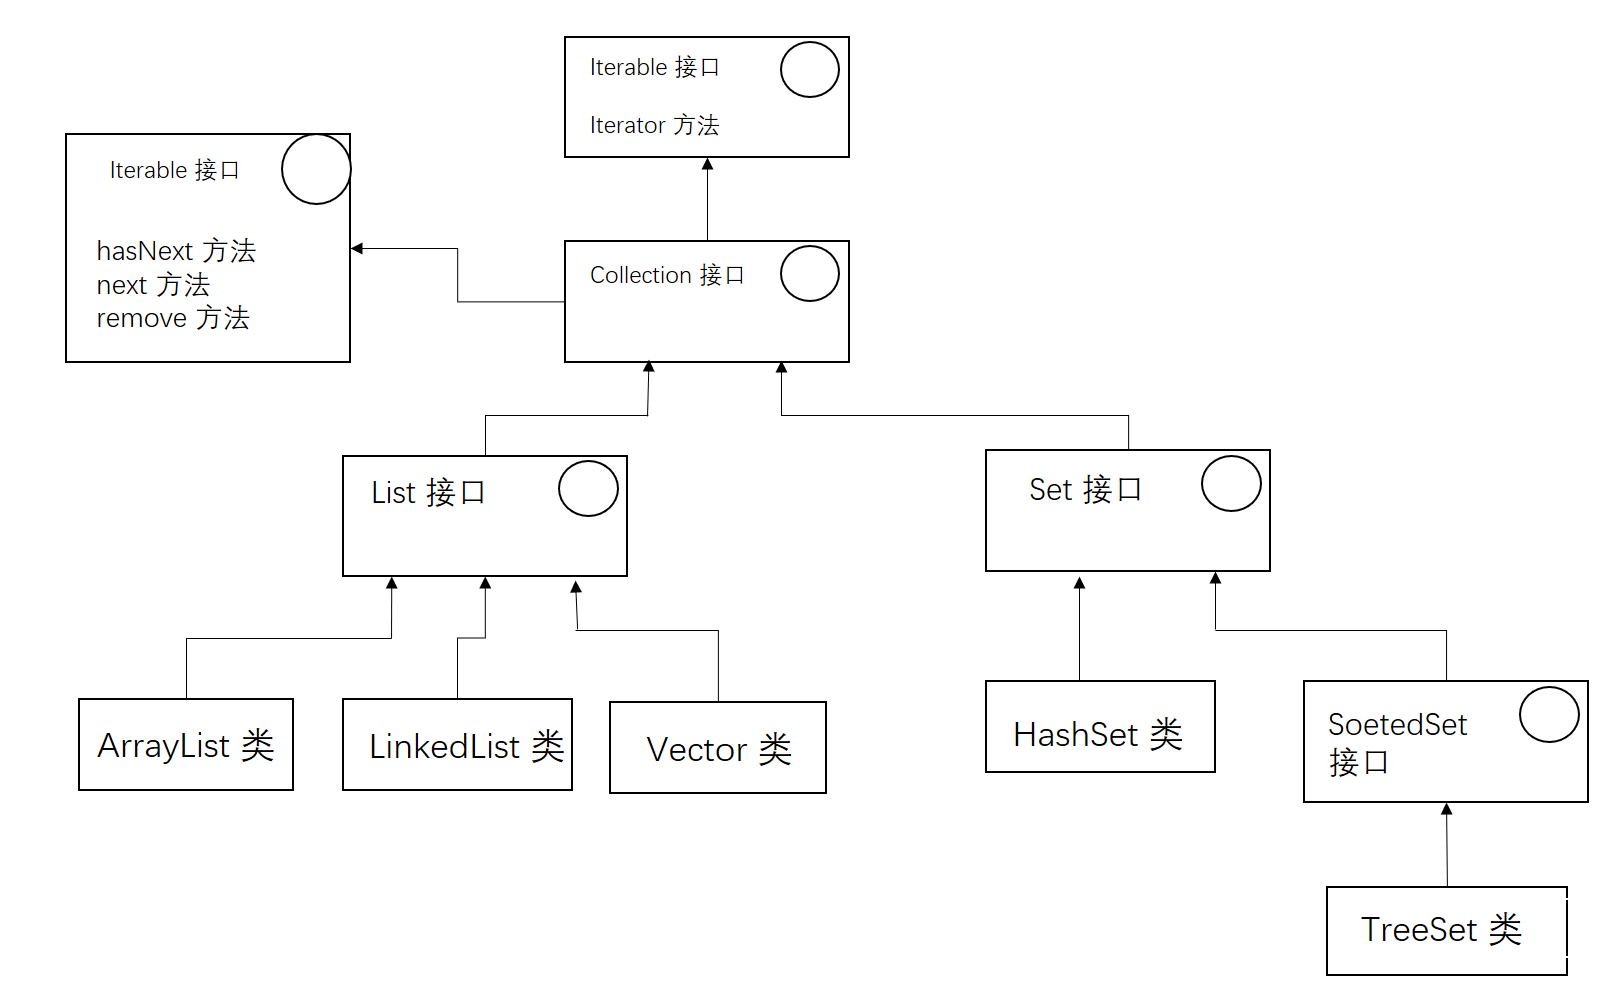 Iterable 接口
Iterator 方法
Iterable 接口
hasNext 方法
next 方法
remove 方法
Collection 接口
List 接口
Set 接口
ArrayList 类
LinkedList 类
Vector 类
HashSet 类
SoetedSet
接口
TreeSet 类